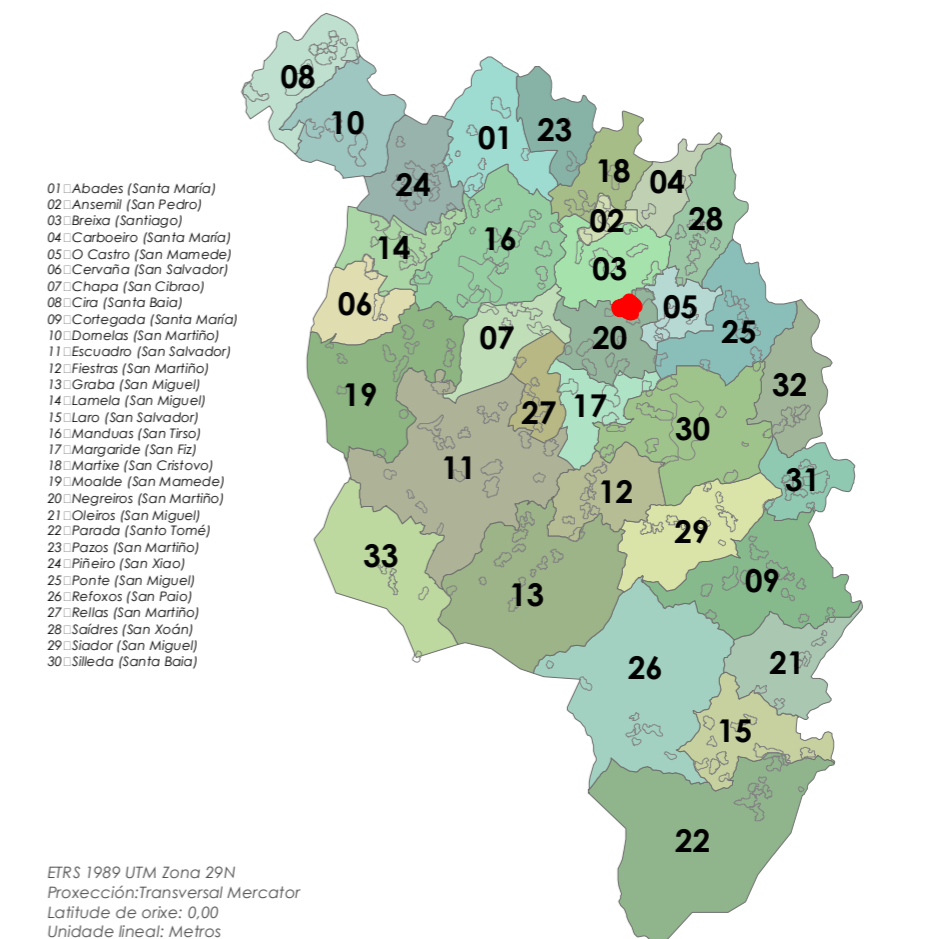 08
10
01
23
24
18
04
02
28
16
14
03
06
05
20
07
25
19
17
27
30
32
11
12
31
29
33
13
09
26
21
15
22
01□Abades (Santa María)
02□Ansemil (San Pedro)
03□Breixa (Santiago)
04□Carboeiro (Santa María)
05□O Castro (San Mamede)
06□Cervaña (San Salvador)
07□Chapa (San Cibrao)
08□Cira (Santa Baia)
09□Cortegada (Santa María)
10□Dornelas (San Martiño)
11□Escuadro (San Salvador)
12□Fiestras (San Martiño)
13□Graba (San Miguel)
14□Lamela (San Miguel)
15□Laro (San Salvador)
16□Manduas (San Tirso)
17□Margaride (San Fiz)
18□Martixe (San Cristovo)
19□Moalde (San Mamede)
20□Negreiros (San Martiño)
21□Oleiros (San Miguel)
22□Parada (Santo Tomé)
23□Pazos (San Martiño)
24□Piñeiro (San Xiao)
25□Ponte (San Miguel)
26□Refoxos (San Paio)
27□Rellas (San Martiño)
28□Saídres (San Xoán)
29□Siador (San Miguel)
30□Silleda (Santa Baia)
ETRS 1989 UTM Zona 29N
Proxección:Transversal Mercator
Latitude de orixe: 0,00
Unidade lineal: Metros